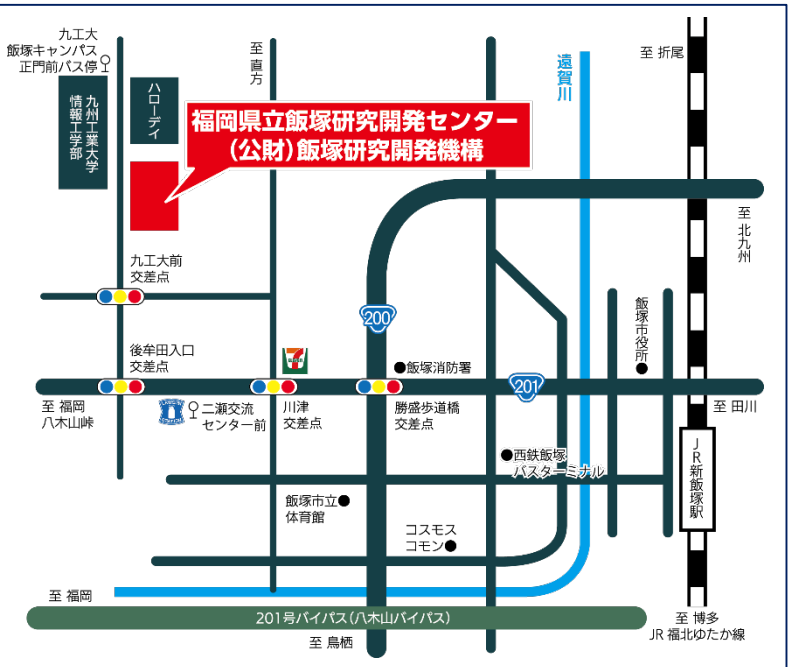 九工大
飯塚キャンパス
正門前バス停
至 直方
遠賀川
至 折尾
九州工業大学
情報工学部
ハローデイ
福岡県立飯塚研究開発センター
（公財）飯塚研究開発機構
至 北九州
九工大前
交差点
200
飯塚市役所
後牟田入口
交差点
7
ELEVEN
飯塚消防署
201
至 福岡
八木山峠
LAWSON
STATION
二瀬交流
センター前
川津
交差点
勝盛歩道橋
交差点
至 田川
西鉄飯塚
バスターミナル
JR新飯塚駅
飯塚市立
体育館
コスモス
コモン
至 福岡
201号バイパス（八木山バイパス）
至 鳥栖
至 博多
JR 福北ゆたか線